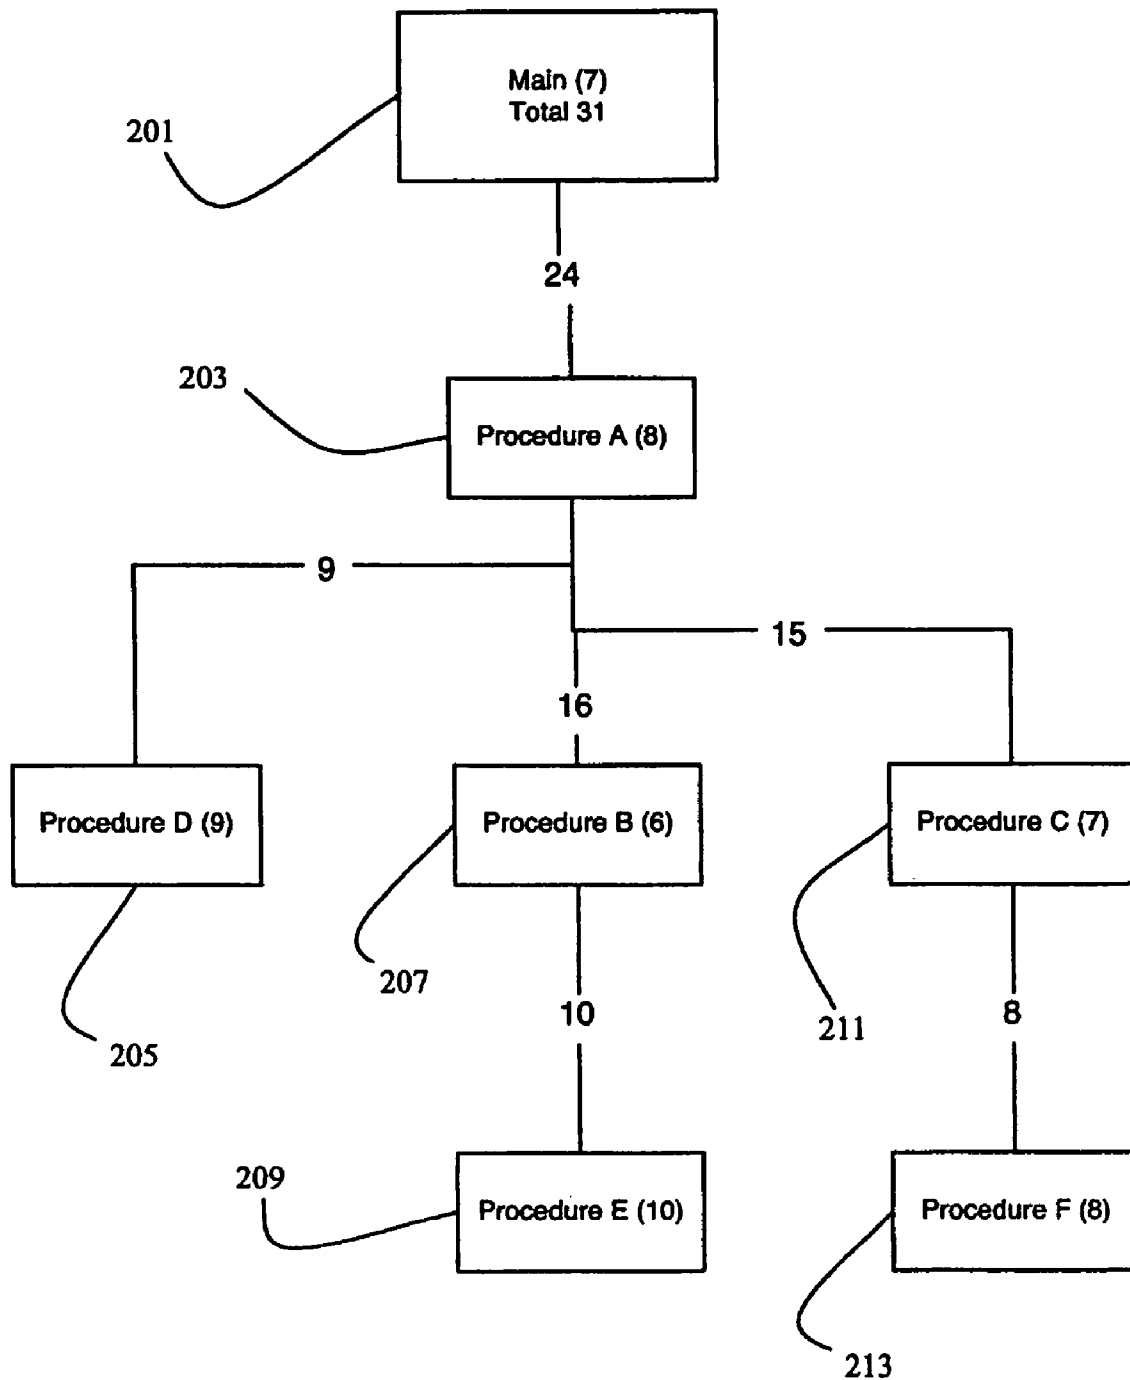 Main (7)
Total 31
201
24
203
Procedure A (8)
9
15
16
Procedure D (9)
Procedure B (6)
Procedure C (7)
207
10
211
8
205
209
Procedure E (10)
Procedure F (8)
213